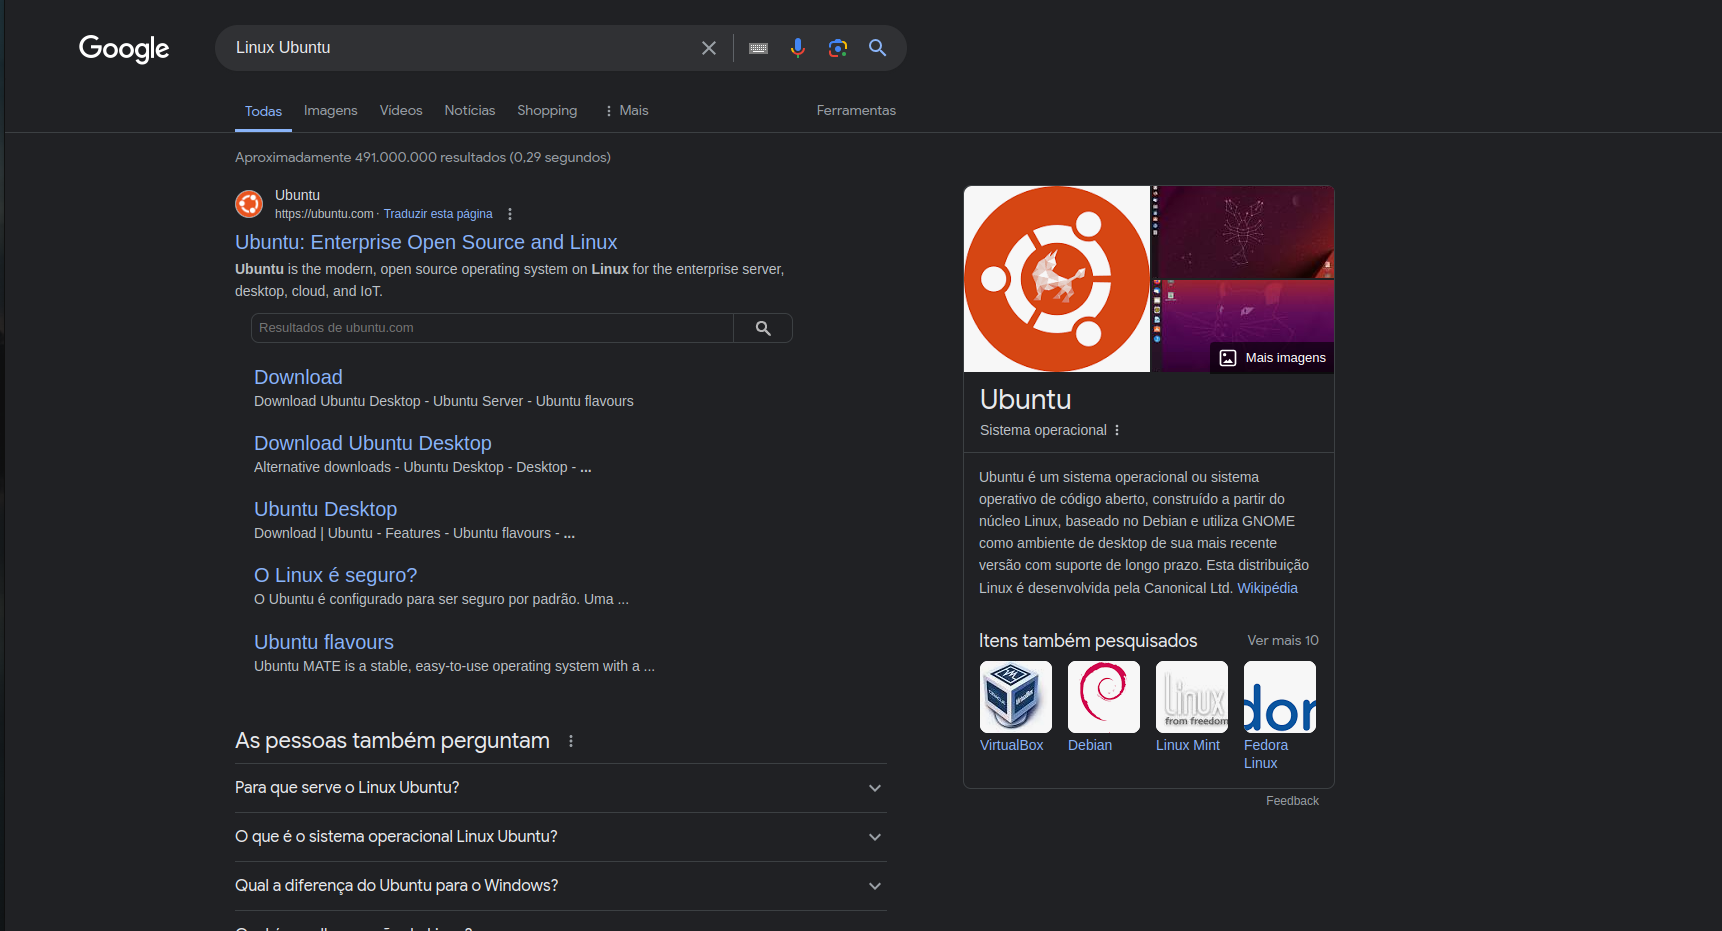 Google
Linux Ubuntu
Todas
Imagens
Vídeos
Notícias
Shopping
Mais
Ferramentas
Aproximadamente 491.000.000 resultados (0,29 segundos)
Ubuntu
https://ubuntu.com · Traduzir esta página
Ubuntu: Enterprise Open Source and Linux
Ubuntu is the modern, open source operating system on Linux for the enterprise server,
desktop, cloud, and IoT.
Resultados de ubuntu.com
Download
Download Ubuntu Desktop - Ubuntu Server - Ubuntu flavours
Download Ubuntu Desktop
Alternative downloads - Ubuntu Desktop - Desktop - ...
Ubuntu Desktop
Download | Ubuntu - Features - Ubuntu flavours - ...
O Linux é seguro?
O Ubuntu é configurado para ser seguro por padrão. Uma ...
Ubuntu flavours
Ubuntu MATE is a stable, easy-to-use operating system with a ...
As pessoas também perguntam
Para que serve o Linux Ubuntu?
O que é o sistema operacional Linux Ubuntu?
Qual a diferença do Ubuntu para o Windows?
Mais imagens
Ubuntu
Sistema operacional
Ubuntu é um sistema operacional ou sistema
operativo de código aberto, construído a partir do
núcleo Linux, baseado no Debian e utiliza GNOME
como ambiente de desktop de sua mais recente
versão com suporte de longo prazo. Esta distribuição
Linux é desenvolvida pela Canonical Ltd. Wikipédia
Itens também pesquisados
Ver mais 10
linux
from freedom
dor
VirtualBox
Debian
Linux Mint
Fedora
Linux
Feedback